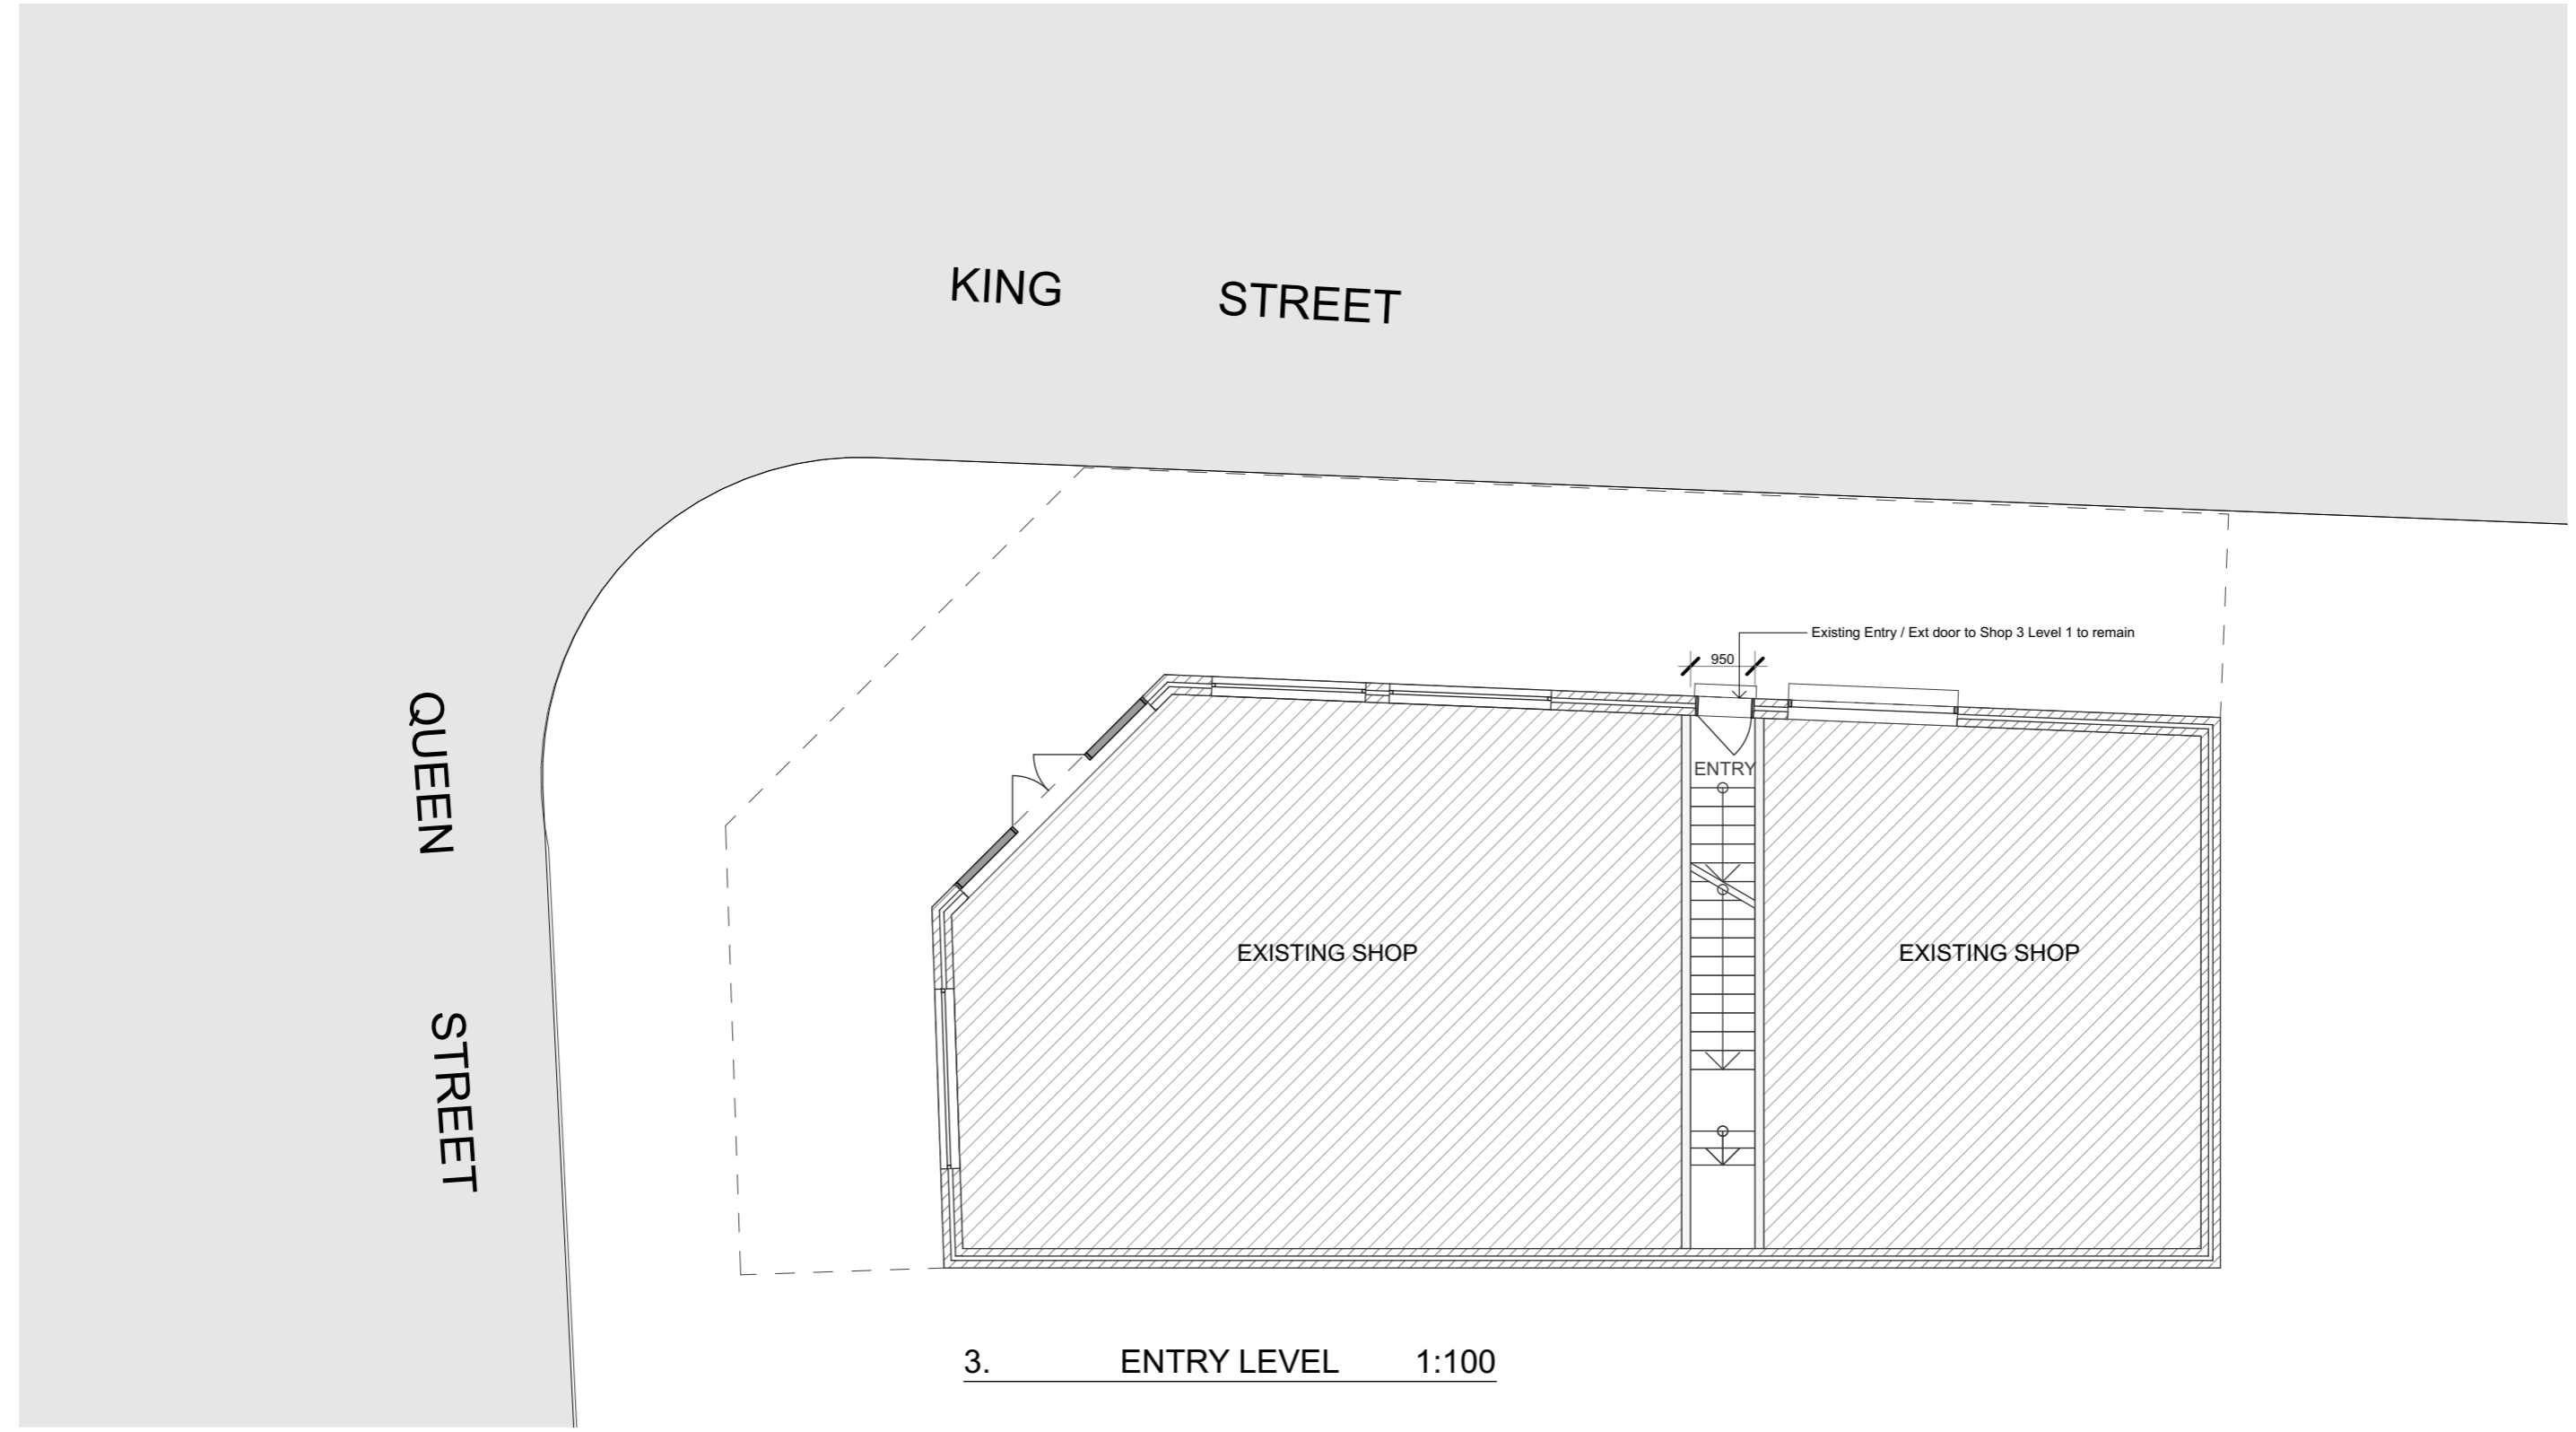 KING STREET
QUEEN STREET
Existing Entry / Ext door to Shop 3 Level 1 to remain
950
ENTRY
EXISTING SHOP
EXISTING SHOP
3. ENTRY LEVEL 1:100